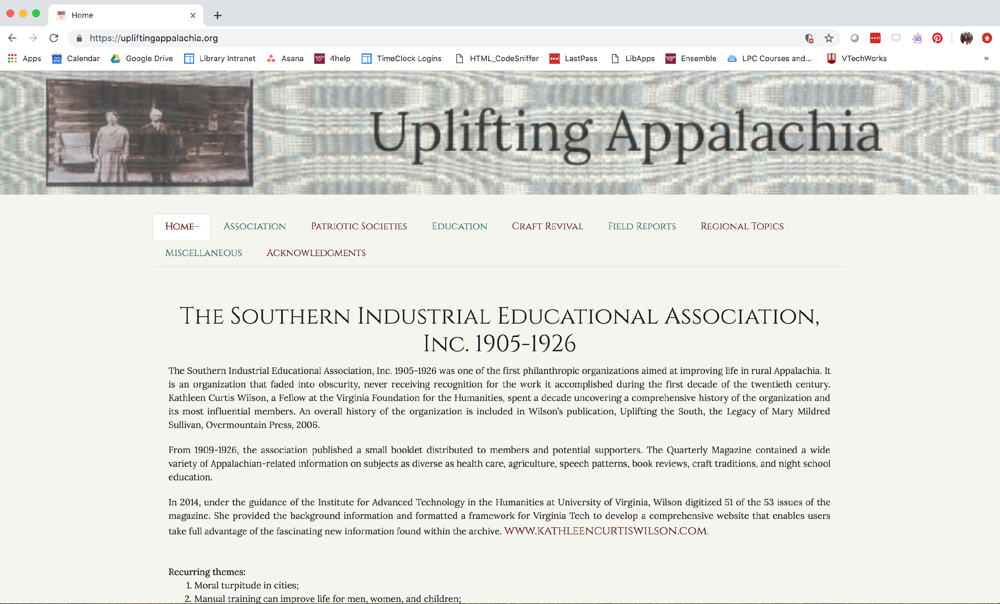 Home
https://upliftingappalachia.org
Apps 22 Calendar Google Drive Library Intranet Asana VT 4help TimeClock Logins HTML_CodeSniffer LastPass LibApps VT Ensemble LPC Courses and... VTechWorks »
Uplifting Appalachia
Home– Association Patriotic Societies Education Craft Revival Field Reports Regional Topics
Miscellaneous Acknowledgments
The Southern Industrial Educational Association,
Inc. 1905-1926
The Southern Industrial Educational Association, Inc. 1905-1926 was one of the first philanthropic organizations aimed at improving life in rural Appalachia. It
is an organization that faded into obscurity, never receiving recognition for the work it accomplished during the first decade of the twentieth century.
Kathleen Curtis Wilson, a Fellow at the Virginia Foundation for the Humanities, spent a decade uncovering a comprehensive history of the organization and
its most influential members. An overall history of the organization is included in Wilson's publication, Uplifting the South, the Legacy of Mary Mildred
Sullivan, Overmountain Press, 2006.
From 1909-1926, the association published a small booklet distributed to members and potential supporters. The Quarterly Magazine contained a wide
variety of Appalachian-related information on subjects as diverse as health care, agriculture, speech patterns, book reviews, craft traditions, and night school
education.
In 2014, under the guidance of the Institute for Advanced Technology in the Humanities at University of Virginia, Wilson digitized 51 of the 53 issues of the
magazine. She provided the background information and formatted a framework for Virginia Tech to develop a comprehensive website that enables users
take full advantage of the fascinating new information found within the archive. www.kathleencurtiswilson.com.
Recurring themes:
1. Moral turpitude in cities;
2. Manual training can improve life for men, women, and children;